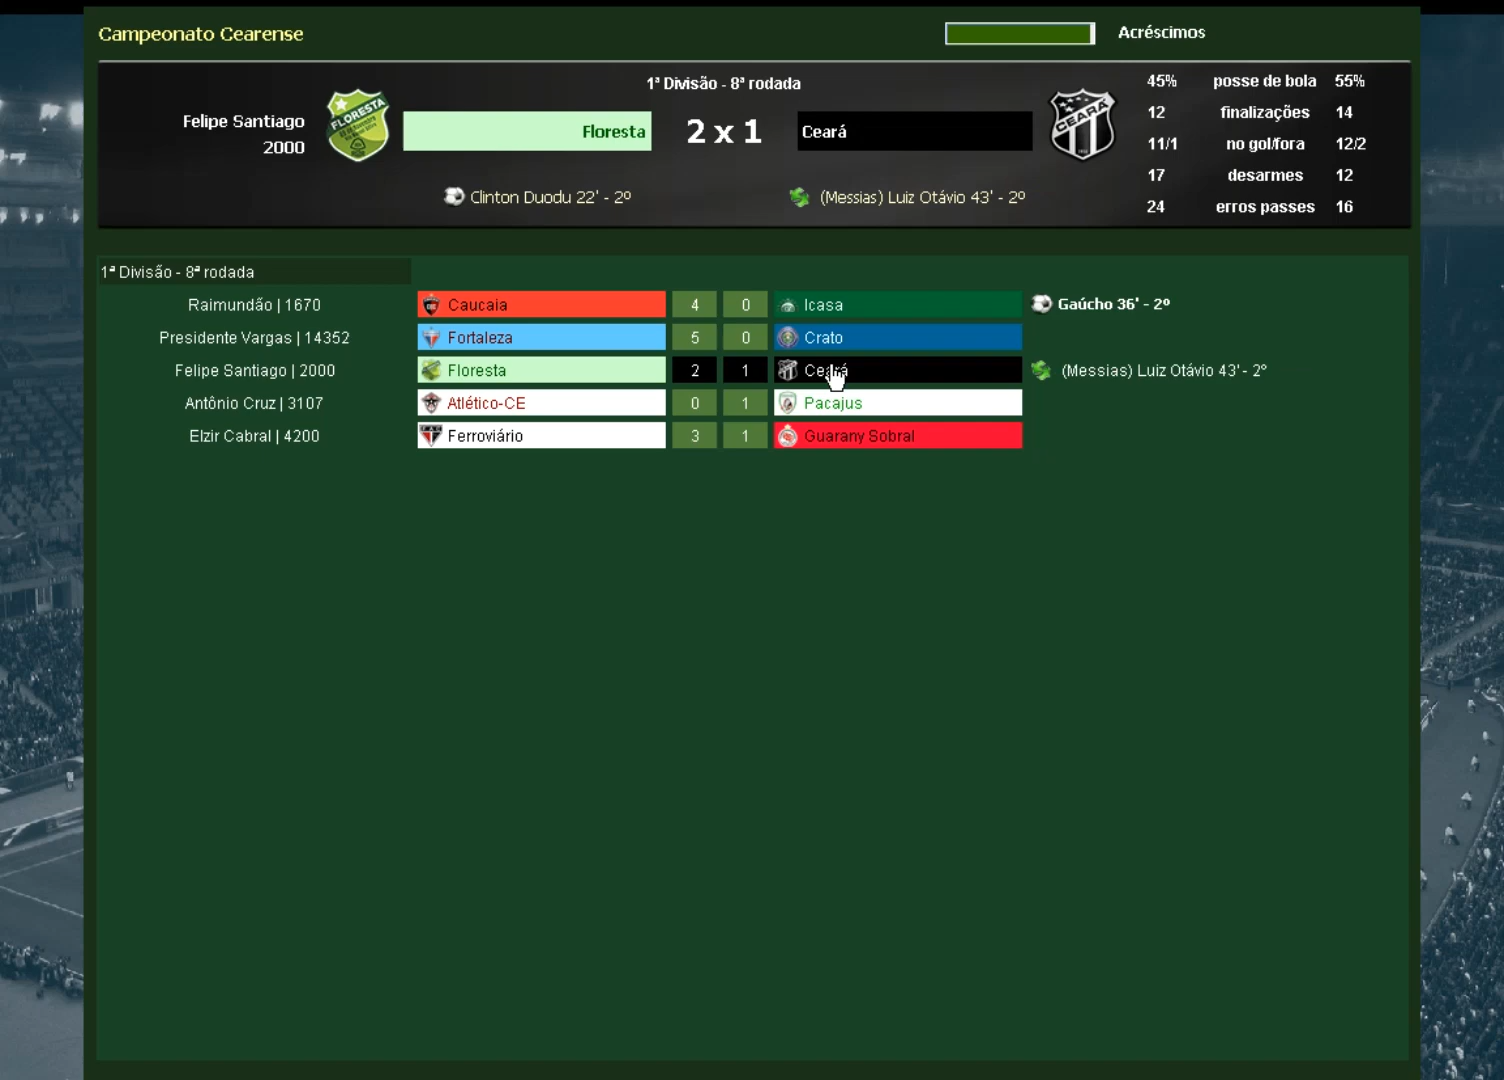 Campeonato Cearense
Acréscimos
1ª Divisão - 8ª rodada
Felipe Santiago
2000
FLORESTA
Floresta
2 x 1
Ceará
CEARÁ
Clinton Duodu 22' - 2º
(Messias) Luiz Otávio 43' - 2º
45% posse de bola 55%
12 finalizações 14
11/1 no gol/fora 12/2
17 desarmes 12
24 erros passes 16
1ª Divisão - 8ª rodada
Raimundão | 1670 Caucaia 4 0 Icasa Gaúcho 36' - 2º
Presidente Vargas | 14352 Fortaleza 5 0 Crato
Felipe Santiago | 2000 Floresta 2 1 Ceará (Messias) Luiz Otávio 43' - 2º
Antônio Cruz | 3107 Atlético-CE 0 1 Pacajus
Elzir Cabral | 4200 Ferroviário 3 1 Guarany Sobral